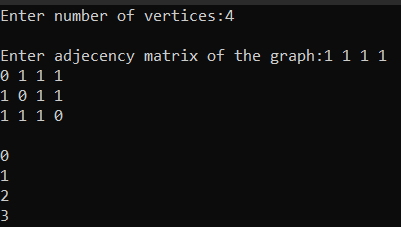 Enter number of vertices:4
Enter adjecency matrix of the graph:1 1 1 1
0 1 1 1
1 0 1 1
1 1 1 0
0
1
2
3